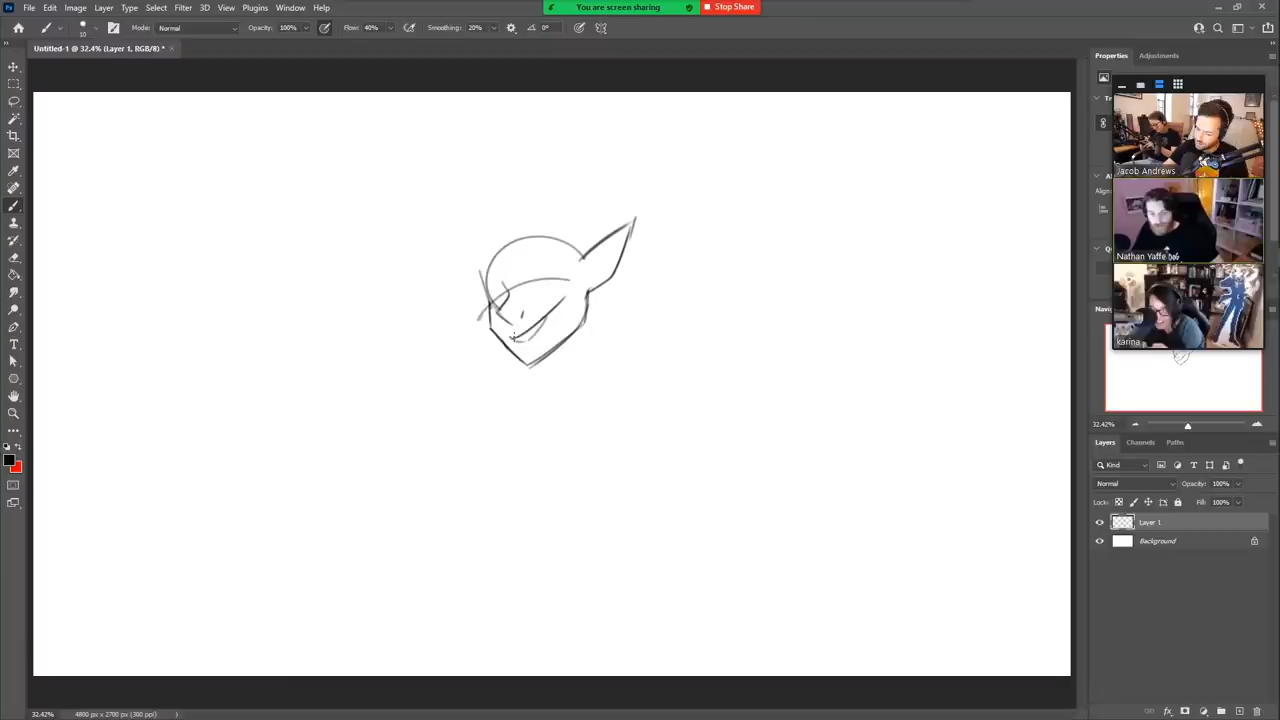 File Edit Image Layer Type Select Filter 3D View Plugins Window Help
You are screen sharing Stop Share
10 Mode: Normal Opacity: 100% Flow: 40% Smoothing: 20% 0°
Untitled-1 @ 32.4% (Layer 1, RGB/8) * ×
Properties Adjustments
Jacob Andrews
Nathan Yaffe
karina
32.42%
Layers Channels Paths
Kind
Normal Opacity: 100%
Lock: Fill: 100%
Layer 1
Background
32.42% 4800 px x 2700 px (300 ppi)